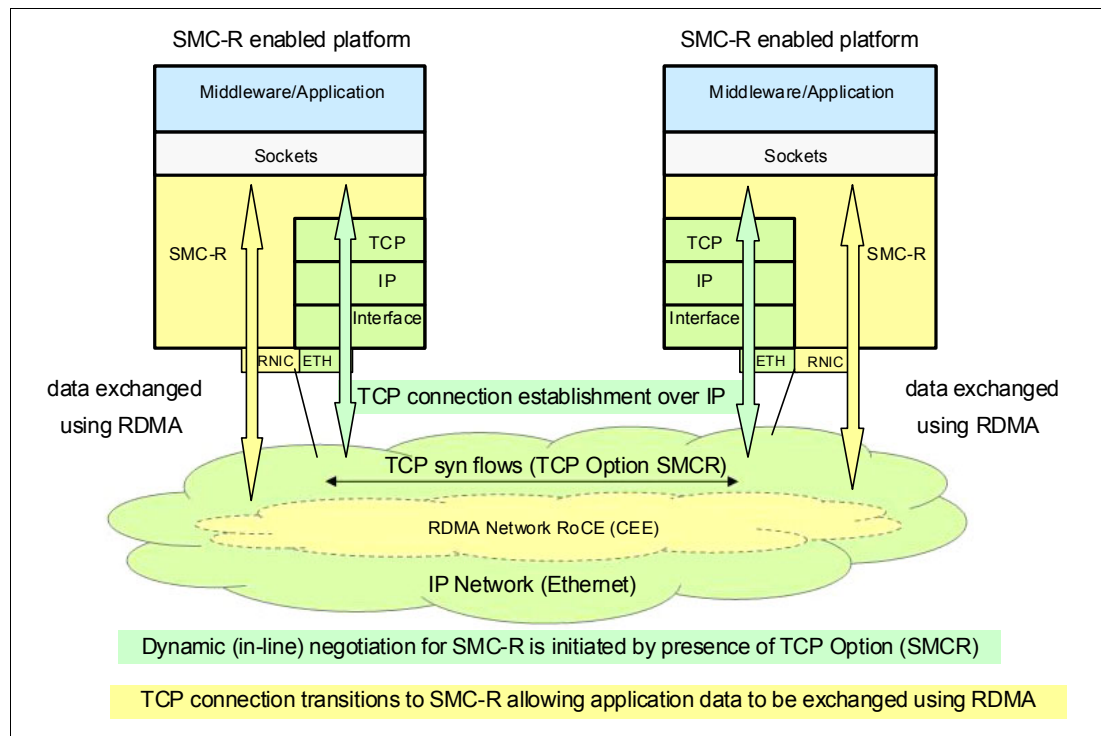 SMC-R enabled platform
SMC-R enabled platform
Middleware/Application
Middleware/Application
Sockets
Sockets
TCP
TCP
SMC-R
SMC-R
IP
IP
Interface
Interface
RNIC
ETH
ETH
RNIC
data exchanged
using RDMA
TCP connection establishment over IP
data exchanged
using RDMA
TCP syn flows (TCP Option SMCR)
RDMA Network RoCE (CEE)
IP Network (Ethernet)
Dynamic (in-line) negotiation for SMC-R is initiated by presence of TCP Option (SMCR)
TCP connection transitions to SMC-R allowing application data to be exchanged using RDMA